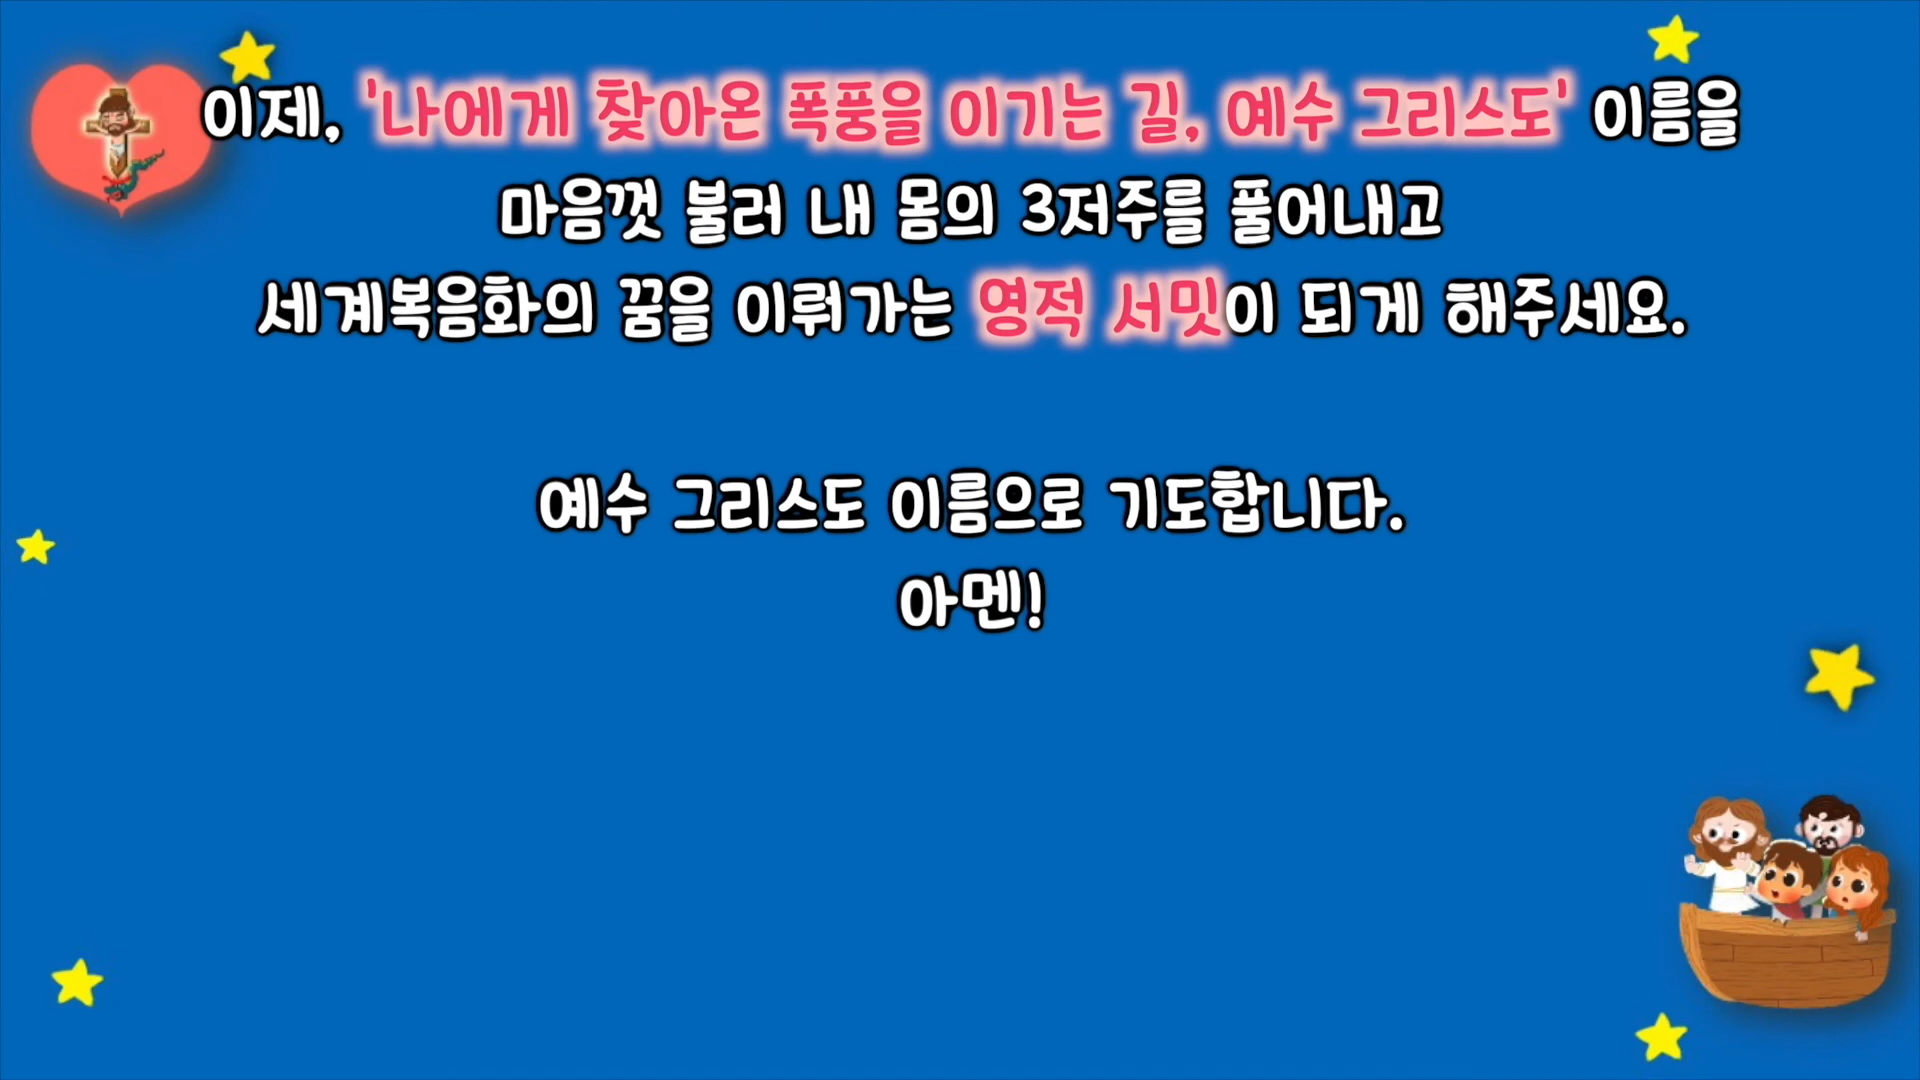 이제, '나에게 찾아온 폭풍을 이기는 길, 예수 그리스도' 이름을
마음껏 불러 내 몸의 3저주를 풀어내고
세계복음화의 꿈을 이뤄가는 영적 서밋이 되게 해주세요.
예수 그리스도 이름으로 기도합니다.
아멘!